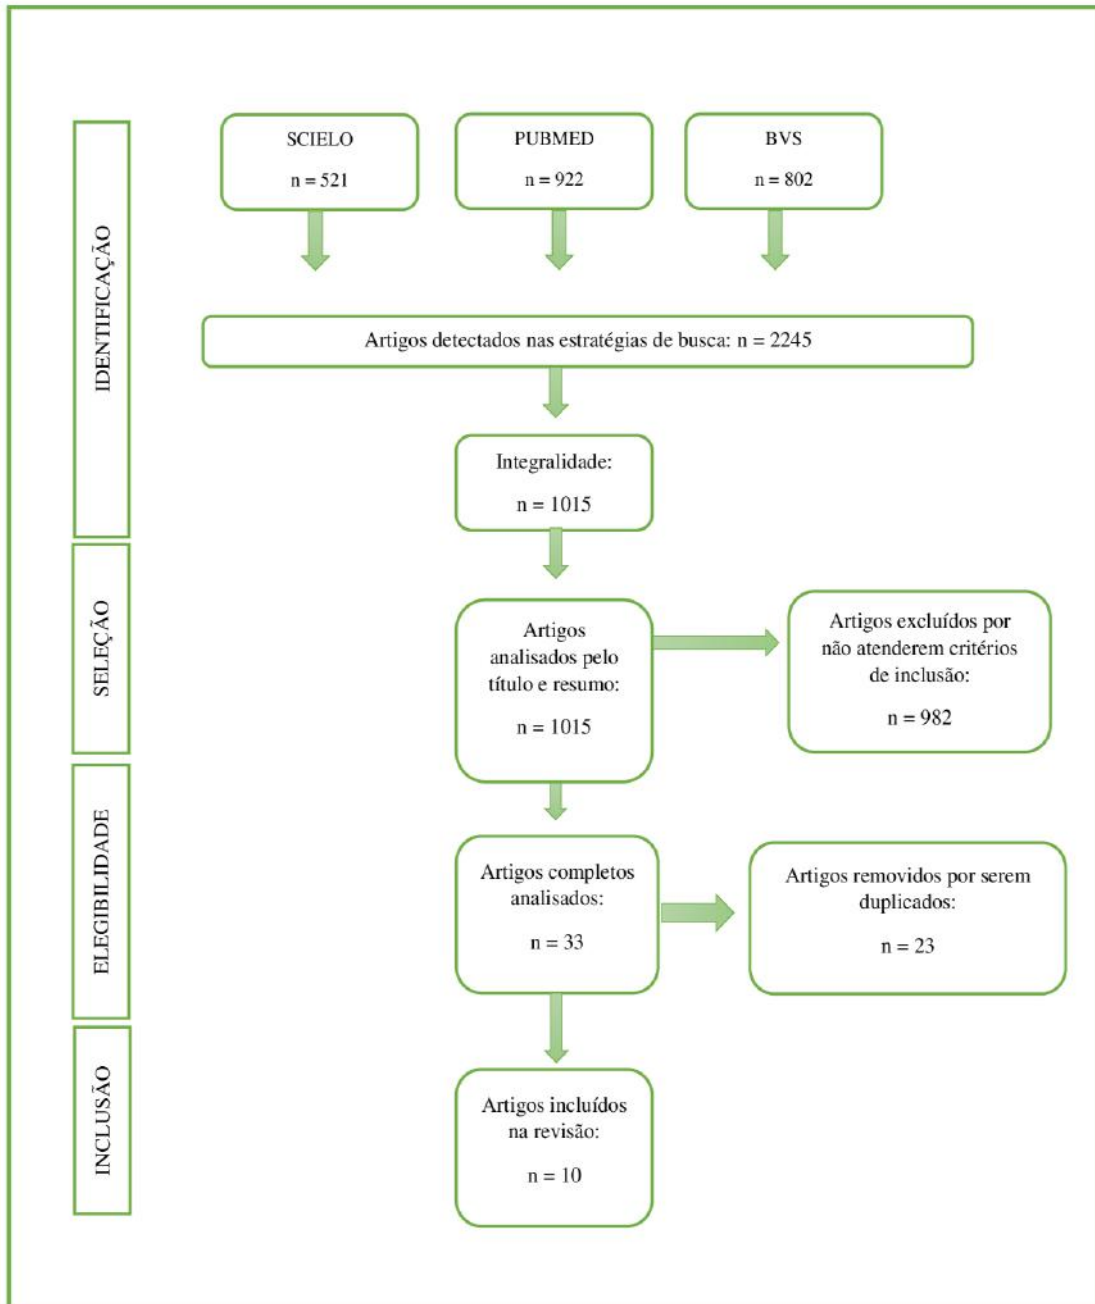 IDENTIFICAÇÃO
SCIELO
n = 521
PUBMED
n = 922
BVS
n = 802
Artigos detectados nas estratégias de busca: n = 2245
Integralidade:
n = 1015
SELEÇÃO
Artigos
analisados pelo
título e resumo:
n = 1015
Artigos excluídos por
não atenderem critérios
de inclusão:
n = 982
ELEGIBILIDADE
Artigos completos
analisados:
n = 33
Artigos removidos por serem
duplicados:
n = 23
INCLUSÃO
Artigos incluídos
na revisão:
n = 10